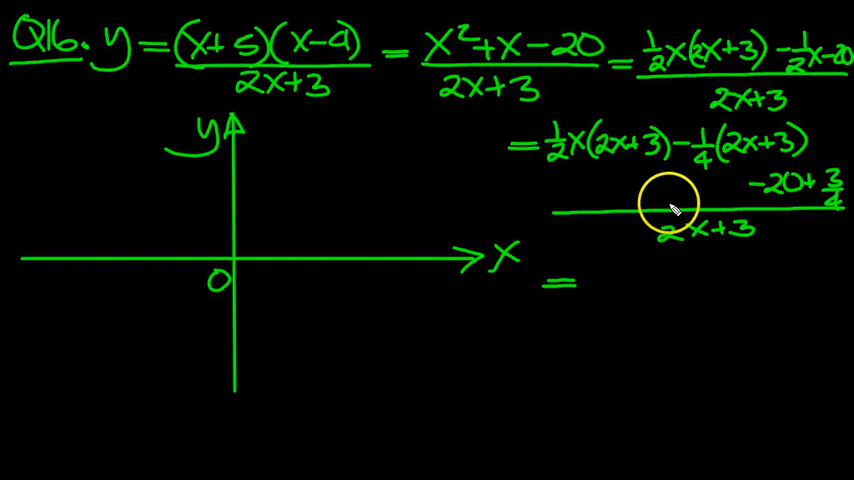 Q16. y = (x+5)(x-4)/2x+3 = x²+x-20/2x+3 = ½x(2x+3) -½x-20/2x+3
= ½x(2x+3) - ¼(2x+3) -20+¾/2x+3
y
x
0
=